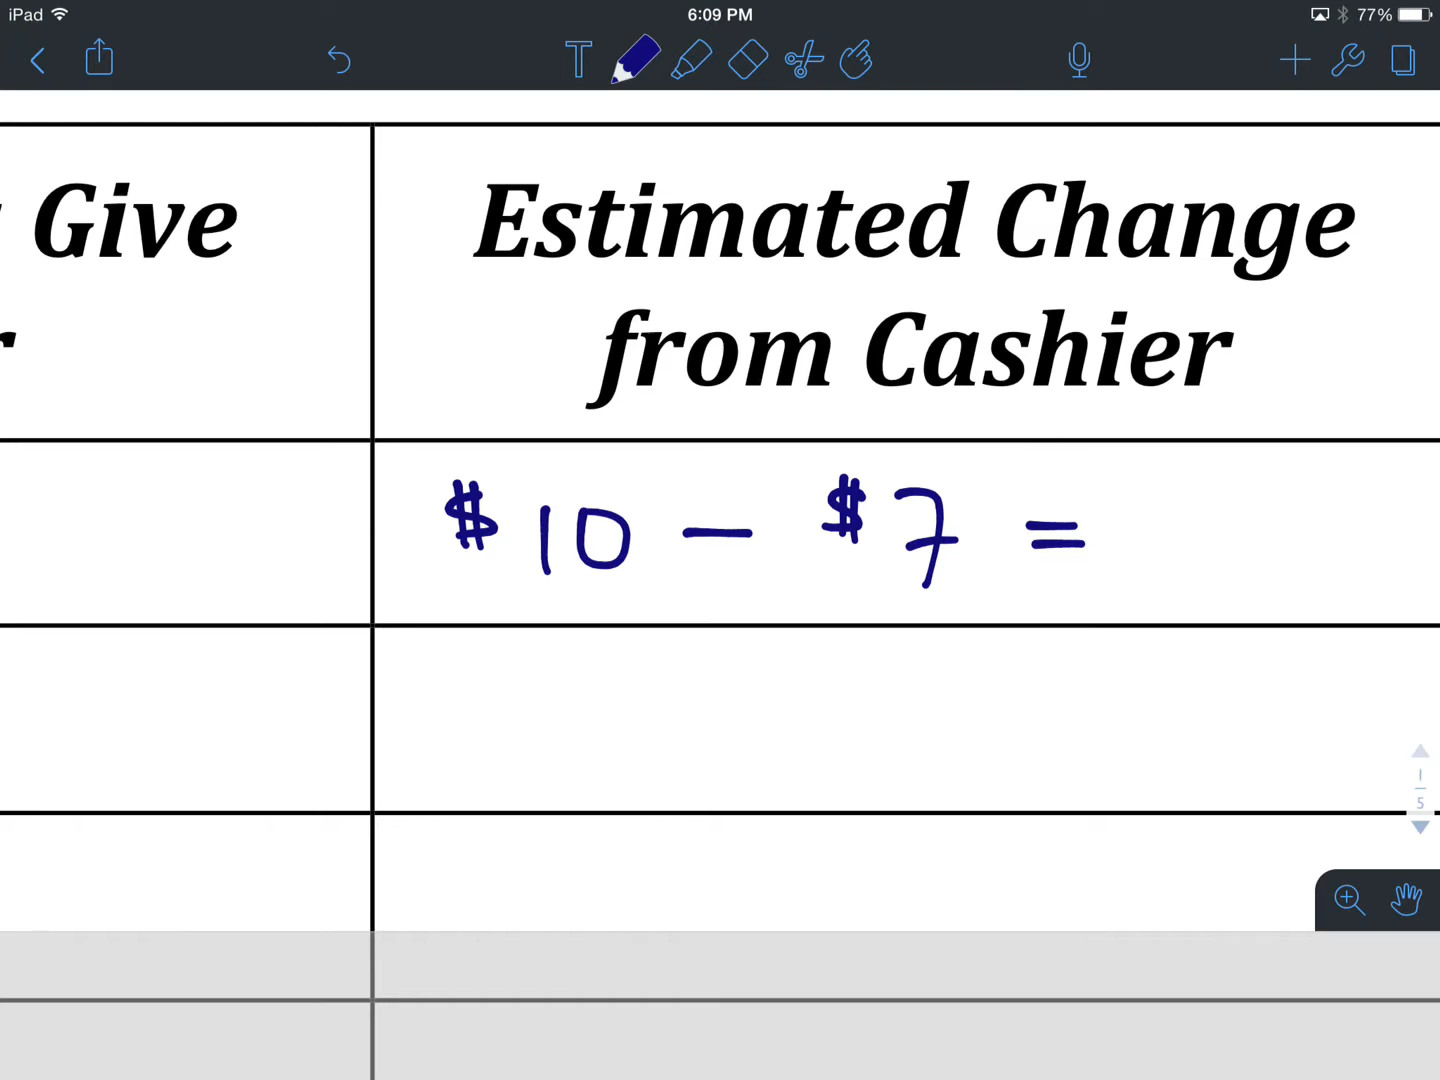 iPad
6:09 PM
77%
T
Give
r
Estimated Change
from Cashier
$10 – $7 =
1
5